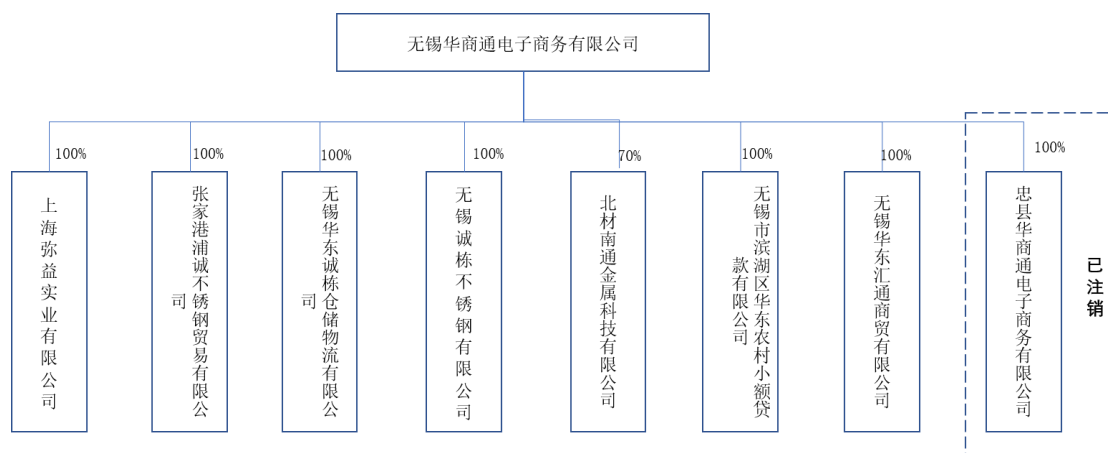 无锡华商通电子商务有限公司
100%
100%
100%
100%
70%
100%
100%
100%
上海弥益实业有限公司
张家港浦诚不锈钢贸易有限公
司
无锡华东诚栋仓储物流有限公
司
无锡诚栋不锈钢有限公司
北材南通金属科技有限公司
无锡市滨湖区华东农村小额贷
款有限公司
无锡华东汇通商贸有限公司
忠县华商通电子商务有限公司
已注销